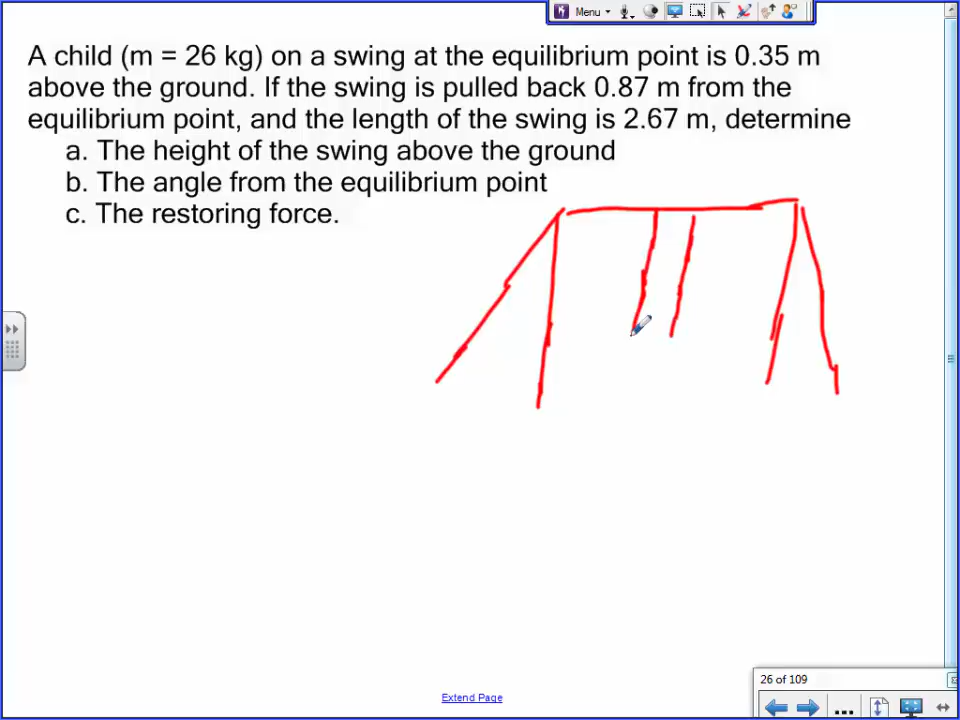 Menu
A child (m = 26 kg) on a swing at the equilibrium point is 0.35 m
above the ground. If the swing is pulled back 0.87 m from the
equilibrium point, and the length of the swing is 2.67 m, determine
a. The height of the swing above the ground
b. The angle from the equilibrium point
c. The restoring force.
Extend Page
26 of 109
...